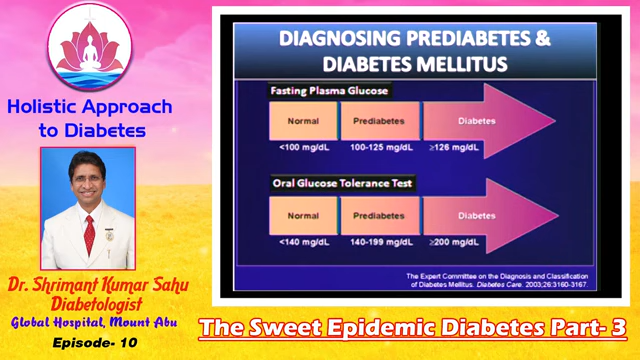 Holistic Approach
to Diabetes
Dr. Shrimant Kumar Sahu
Diabetologist
Global Hospital, Mount Abu
Episode- 10
DIAGNOSING PREDIABETES &
DIABETES MELLITUS
Fasting Plasma Glucose
Normal Prediabetes Diabetes
<100 mg/dL 100-125 mg/dL ≥126 mg/dL
Oral Glucose Tolerance Test
Normal Prediabetes Diabetes
<140 mg/dL 140-199 mg/dL ≥200 mg/dL
The Expert Committee on the Diagnosis and Classification
of Diabetes Mellitus. Diabetes Care. 2003;26:3160-3167.
The Sweet Epidemic Diabetes Part- 3